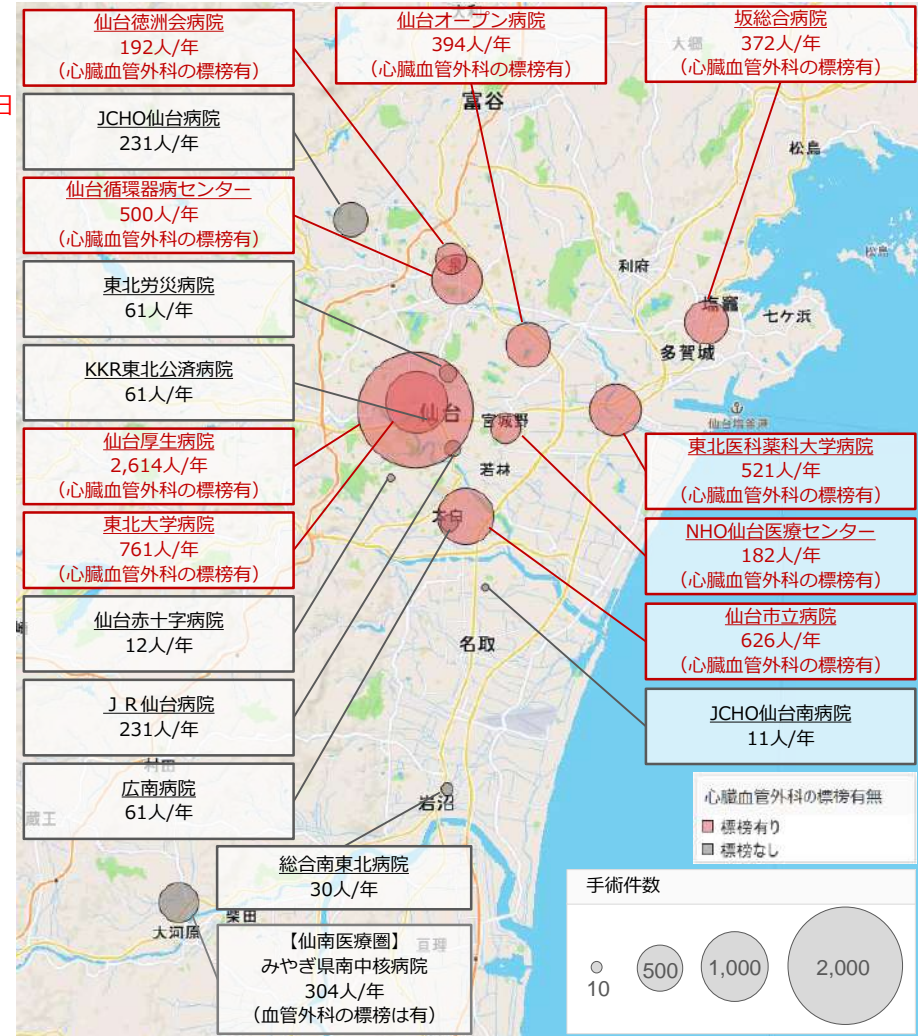 仙台徳洲会病院
192人/年
(心臓血管外科の標榜有)
仙台オープン病院
394人/年
(心臓血管外科の標榜有)
坂総合病院
372人/年
(心臓血管外科の標榜有)
日
大郷
富谷
JCHO仙台病院
231人/年
松島
仙台循環器病センター
500人/年
(心臓血管外科の標榜有)
松島
利府
東北労災病院
61人/年
泉
塩竈
七ケ浜
多賀城
KKR東北公済病院
61人/年
仙台
宮城野
仙台塩釜港
仙台厚生病院
2,614人/年
(心臓血管外科の標榜有)
若林
東北医科薬科大学病院
521人/年
(心臓血管外科の標榜有)
東北大学病院
761人/年
(心臓血管外科の標榜有)
太白
NHO仙台医療センター
182人/年
(心臓血管外科の標榜有)
仙台赤十字病院
12人/年
仙台市立病院
626人/年
(心臓血管外科の標榜有)
名取
ＪＲ仙台病院
231人/年
JCHO仙台南病院
11人/年
村田
広南病院
61人/年
岩沼
蔵王
心臓血管外科の標榜有無
標榜有り
標榜なし
総合南東北病院
30人/年
手術件数
10
500
1,000
2,000
柴田
大河原
亘理
【仙南医療圏】
みやぎ県南中核病院
304人/年
(血管外科の標榜は有)